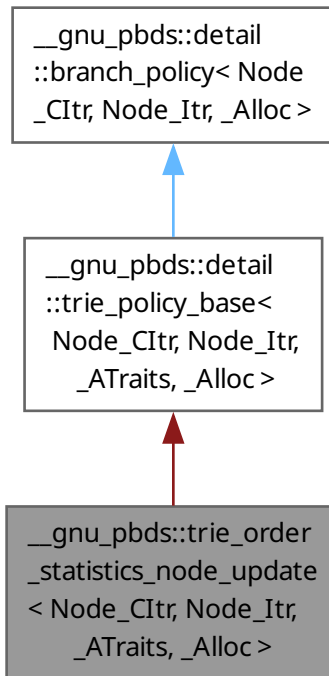 __gnu_pbds::detail
::branch_policy< Node
_CItr, Node_Itr, _Alloc >
__gnu_pbds::detail
::trie_policy_base<
Node_CItr, Node_Itr,
_ATraits, _Alloc >
__gnu_pbds::trie_order
_statistics_node_update
< Node_CItr, Node_Itr,
_ATraits, _Alloc >